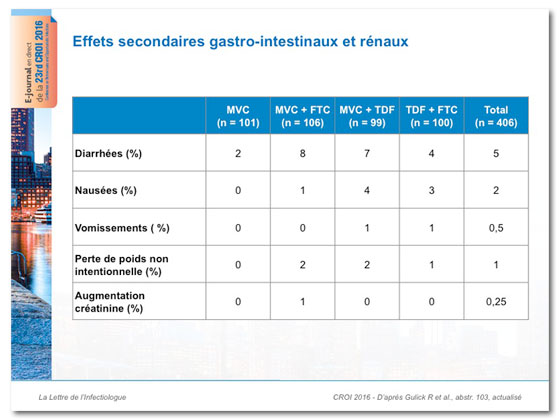 E-journal en direct
de la 23rd CROI 2016
Effets secondaires gastro-intestinaux et rénaux
MVC (n = 101) MVC + FTC (n = 106) MVC + TDF (n = 99) TDF + FTC (n = 100) Total (n = 406)
Diarrhées (%) 2 8 7 4 5
Nausées (%) 0 1 4 3 2
Vomissements ( %) 0 0 1 1 0,5
Perte de poids non
intentionnelle (%) 0 2 2 1 1
Augmentation
créatinine (%) 0 1 0 0 0,25
La Lettre de l'Infectiologue
CROI 2016 - D'après Gulick R et al., abstr. 103, actualisé